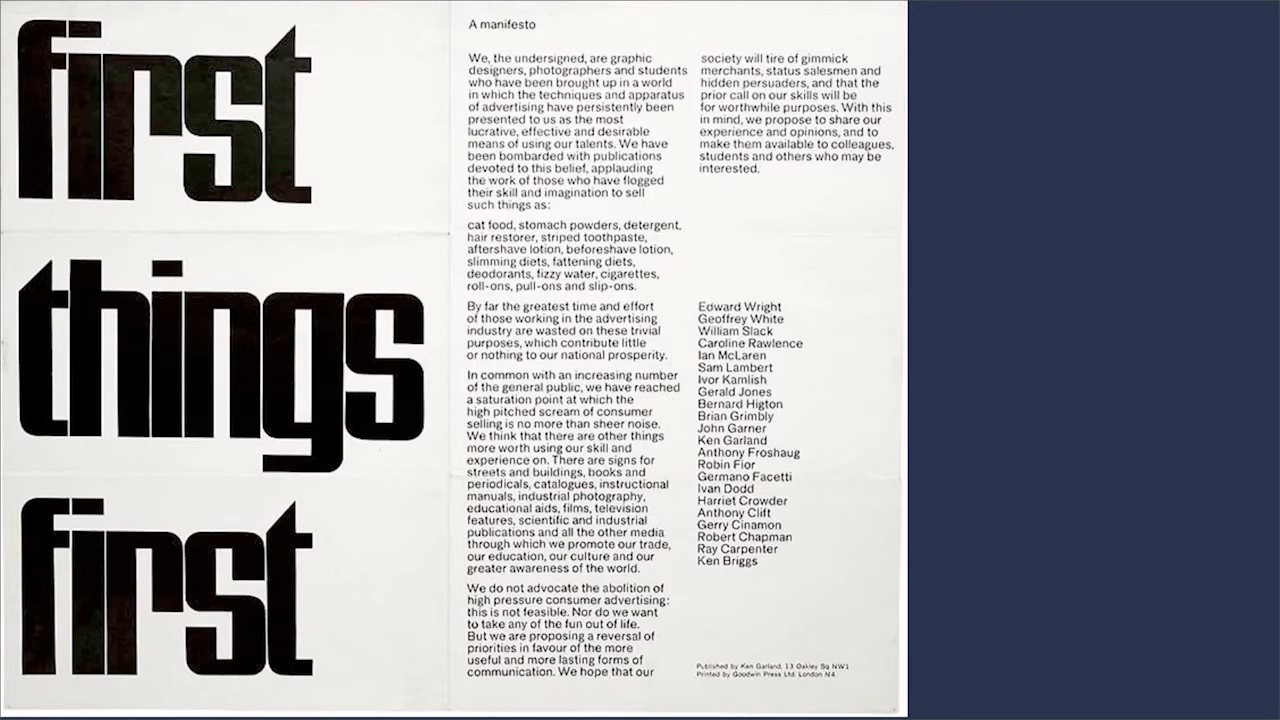 first
things
first
A manifesto
We, the undersigned, are graphic
designers, photographers and students
who have been brought up in a world
in which the techniques and apparatus
of advertising have persistently been
presented to us as the most
lucrative, effective and desirable
means of using our talents. We have
been bombarded with publications
devoted to this belief, applauding
the work of those who have flogged
their skill and imagination to sell
such things as:
cat food, stomach powders, detergent,
hair restorer, striped toothpaste,
aftershave lotion, beforeshave lotion,
slimming diets, fattening diets,
deodorants, fizzy water, cigarettes,
roll-ons, pull-ons and slip-ons.
By far the greatest time and effort
of those working in the advertising
industry are wasted on these trivial
purposes, which contribute little
or nothing to our national prosperity.
In common with an increasing number
of the general public, we have reached
a saturation point at which the
high pitched scream of consumer
selling is no more than sheer noise.
We think that there are other things
more worth using our skill and
experience on. There are signs for
streets and buildings, books and
periodicals, catalogues, instructional
manuals, industrial photography,
educational aids, films, television
features, scientific and industrial
publications and all the other media
through which we promote our trade,
our education, our culture and our
greater awareness of the world.
We do not advocate the abolition of
high pressure consumer advertising:
this is not feasible. Nor do we want
to take any of the fun out of life.
But we are proposing a reversal of
priorities in favour of the more
useful and more lasting forms of
communication. We hope that our
society will tire of gimmick
merchants, status salesmen and
hidden persuaders, and that the
prior call on our skills will be
for worthwhile purposes. With this
in mind, we propose to share our
experience and opinions, and to
make them available to colleagues,
students and others who may be
interested.
Edward Wright
Geoffrey White
William Slack
Caroline Rawlence
Ian McLaren
Sam Lambert
Ivor Kamlish
Gerald Jones
Bernard Higton
Brian Grimbly
John Garner
Ken Garland
Anthony Froshaug
Robin Fior
Germano Facetti
Ivan Dodd
Harriet Crowder
Anthony Clift
Gerry Cinamon
Robert Chapman
Ray Carpenter
Ken Briggs
Published by Ken Garland, 13 Oakley Sq NW1
Printed by Goodwin Press Ltd. London N4